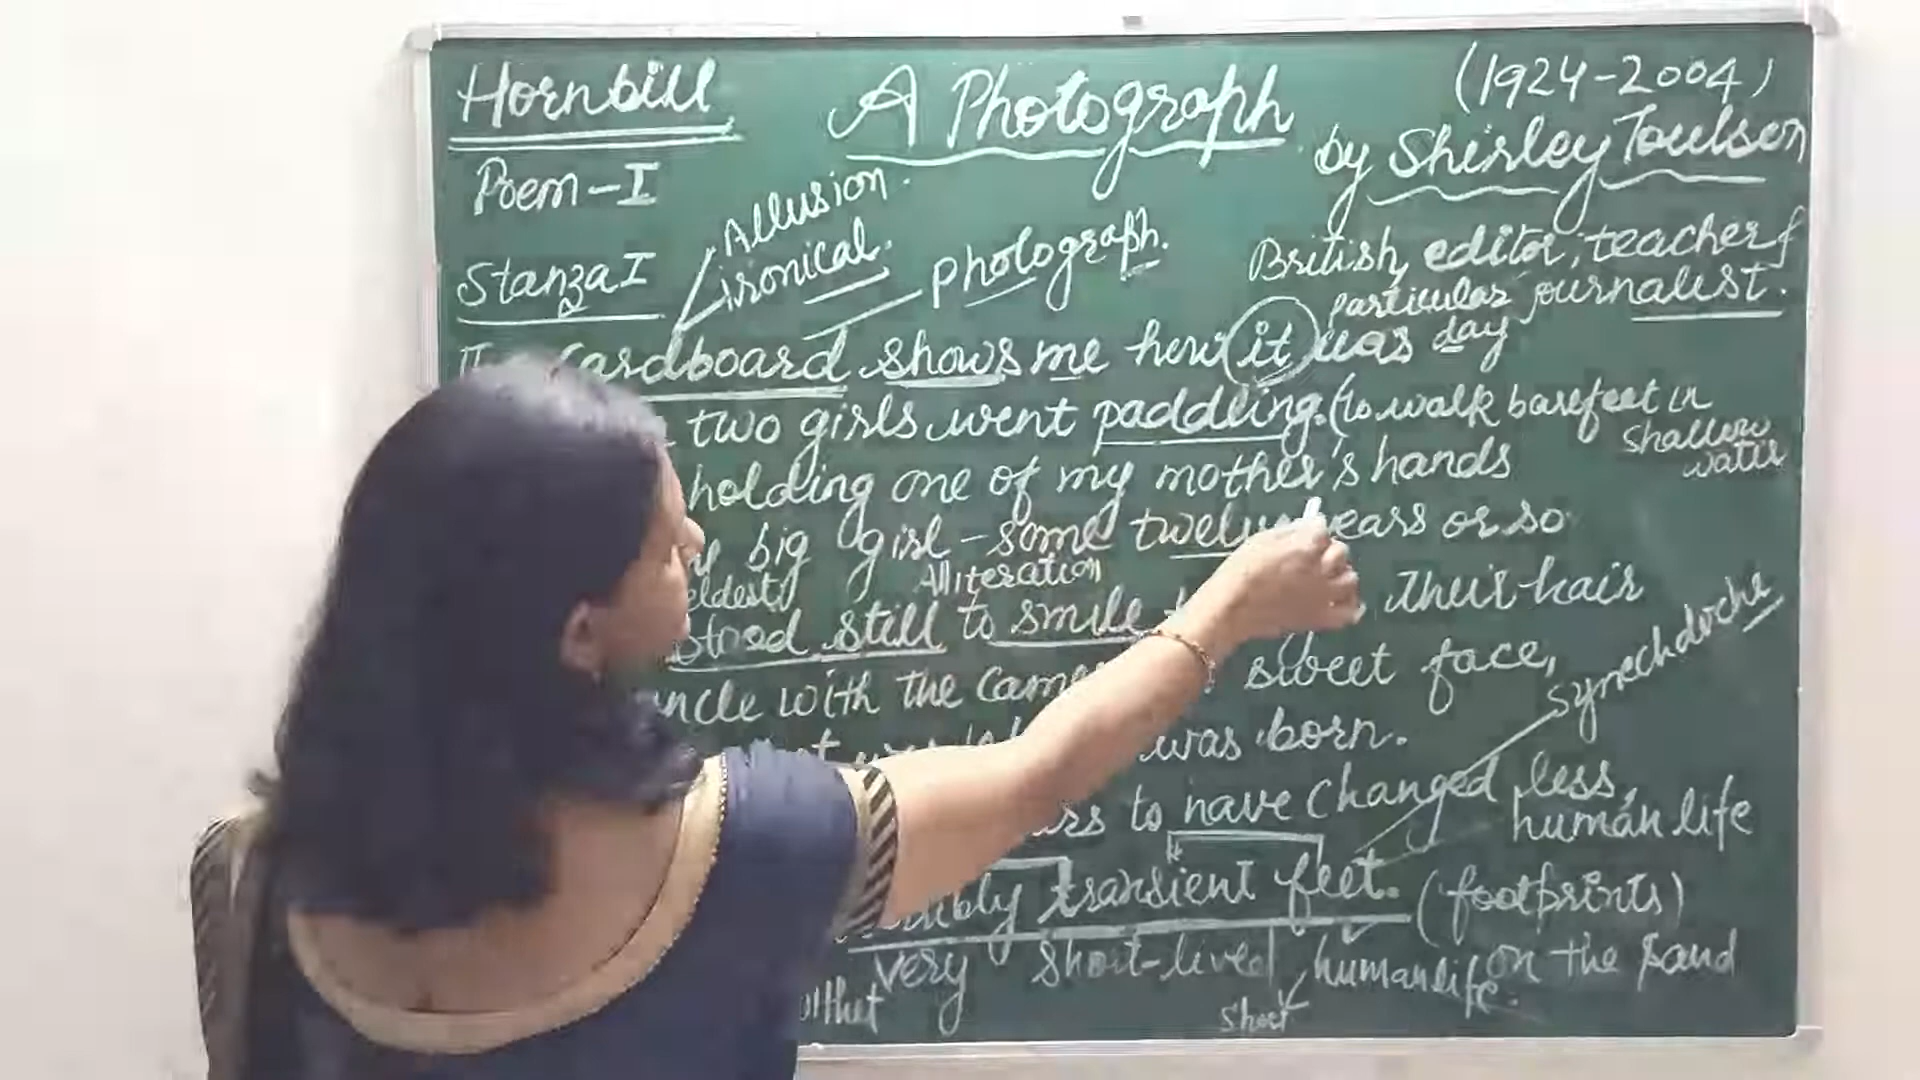 Hornbill
A Photograph
(1924-2004)
by Shirley Toulson
Poem-I
Allusion.
ironical.
photograph.
British, editor, teacher &
journalist.
Stanza I
particular
day
Cardboard shows me how it was
two girls went paddling. (to walk barefeet in
shallow
water
holding one of my mother's hands
big girl - some twelve years or so
eldest
Alliteration
stood still to smile
their hair
uncle with the
sweet face,
Synechdoche
was born.
to have changed less,
human life
transient feet. (footprints)
very short-lived human life. on the sand
short